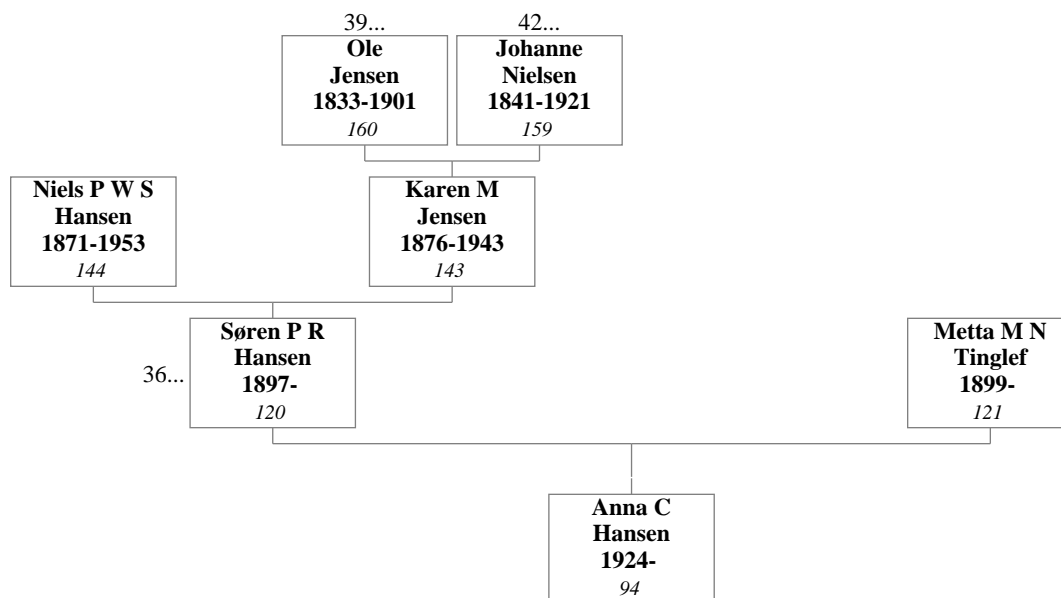 39...
42...
Ole
Jensen
1833-1901
160
Johanne
Nielsen
1841-1921
159
Niels P W S
Hansen
1871-1953
144
Karen M
Jensen
1876-1943
143
36...
Søren P R
Hansen
1897-
120
Metta M N
Tinglef
1899-
121
Anna C
Hansen
1924-
94